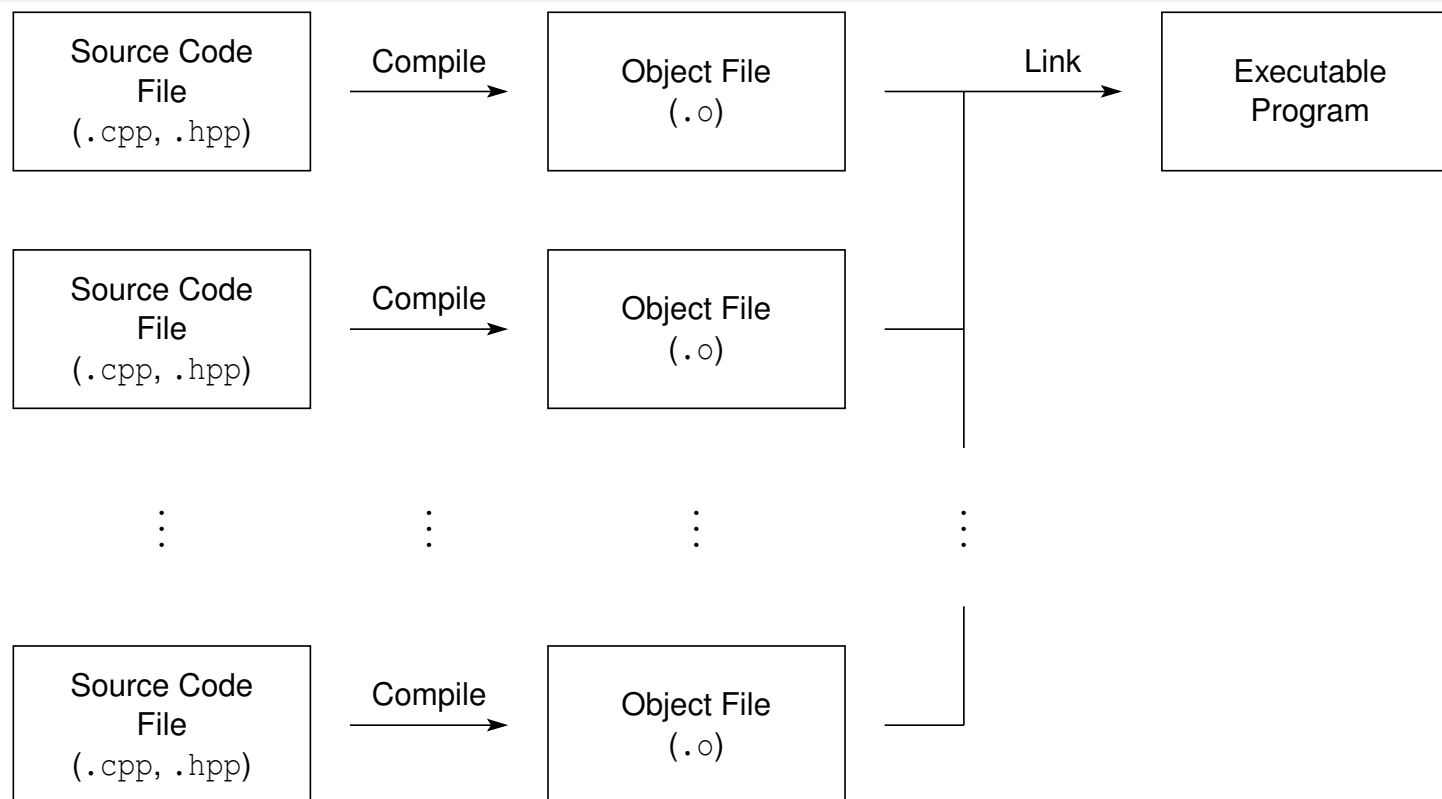 Source Code
File
(.cpp, .hpp)
Compile
Object File
(.o)
Link
Executable
Program
Source Code
File
(.cpp, .hpp)
Compile
Object File
(.o)
Source Code
File
(.cpp, .hpp)
Compile
Object File
(.o)